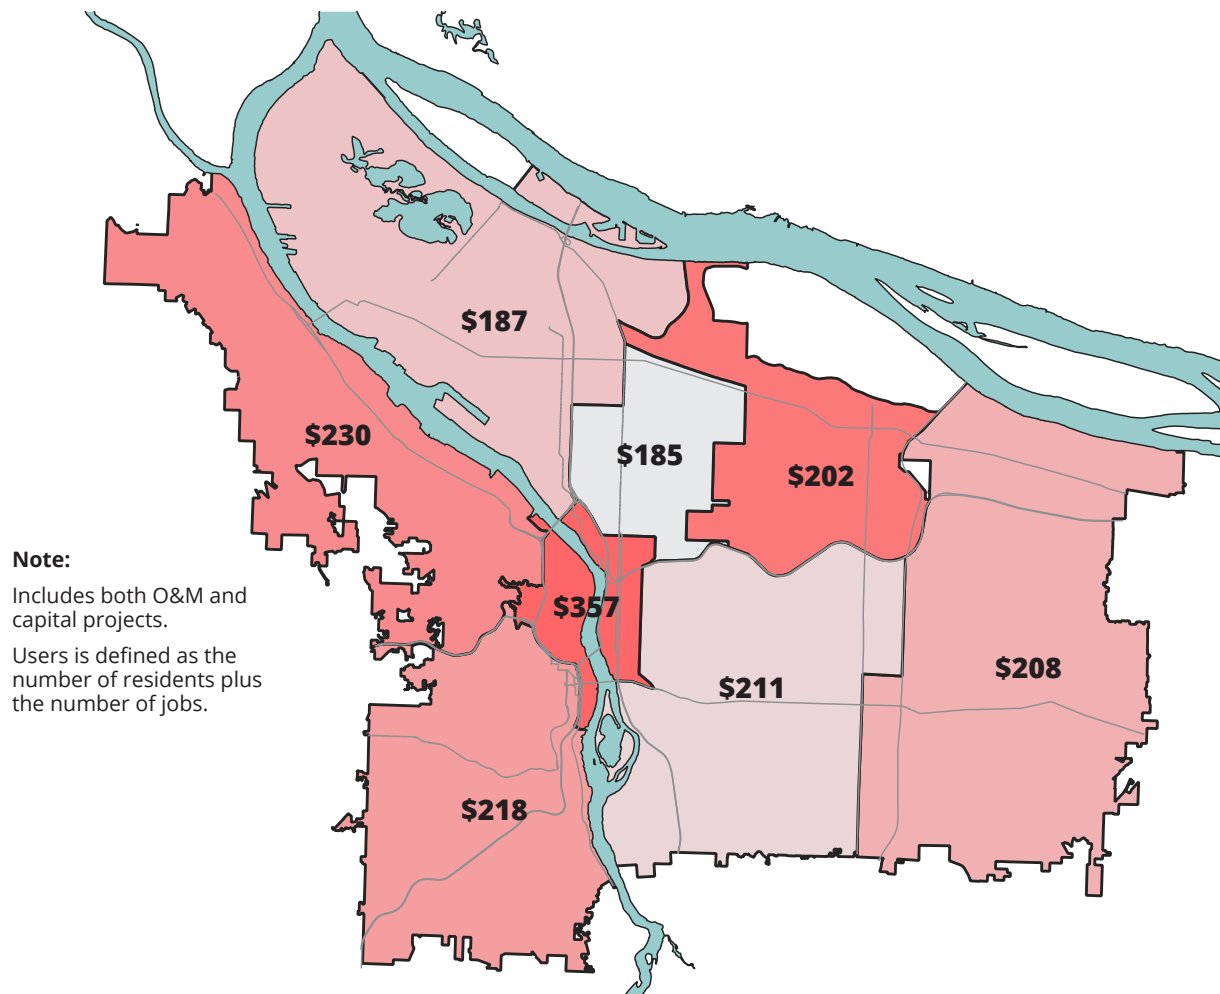 $187
$230
$185
$202
Note:
Includes both O&M and
capital projects.
Users is defined as the
number of residents plus
the number of jobs.
$357
$211
$208
$218